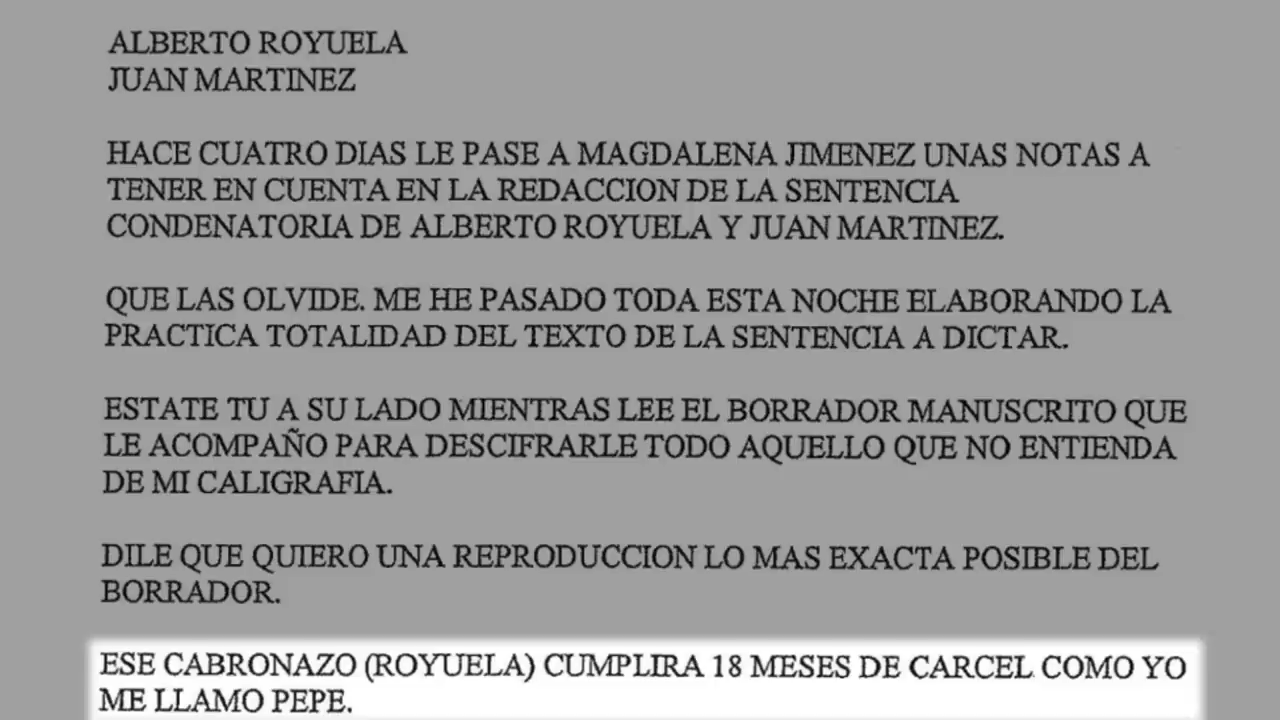 ALBERTO ROYUELA
JUAN MARTINEZ
HACE CUATRO DIAS LE PASE A MAGDALENA JIMENEZ UNAS NOTAS A
TENER EN CUENTA EN LA REDACCION DE LA SENTENCIA
CONDENATORIA DE ALBERTO ROYUELA Y JUAN MARTINEZ.
QUE LAS OLVIDE. ME HE PASADO TODA ESTA NOCHE ELABORANDO LA
PRACTICA TOTALIDAD DEL TEXTO DE LA SENTENCIA A DICTAR.
ESTATE TU A SU LADO MIENTRAS LEE EL BORRADOR MANUSCRITO QUE
LE ACOMPAÑO PARA DESCIFRARLE TODO AQUELLO QUE NO ENTIENDA
DE MI CALIGRAFIA.
DILE QUE QUIERO UNA REPRODUCCION LO MAS EXACTA POSIBLE DEL
BORRADOR.
ESE CABRONAZO (ROYUELA) CUMPLIRA 18 MESES DE CARCEL COMO YO
ME LLAMO PEPE.